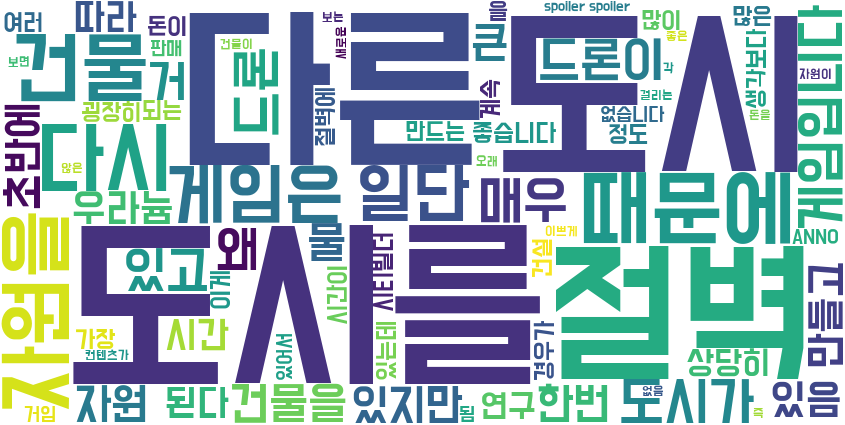 여러
따라
돈이
판매
보면
건물
거
굉장히
되는
다른
건물이
드론
보는
새로운
절벽에
믐
큰
계속
spoiler spoiler
드론이
각
걸리는
많이
좋은
많은
생각보다
돈을
자원이
게임입니다
도시
없습니다
정도
만드는
좋습니다
오래
초반에
다시
않은
우라늄
게임은
일단
매우
때문에
ANNO
이쁘게
건설
자원을
있고
왜
물
이게
시간이
시티빌더
도시를
절벽
만들고
가장
컨텐츠가
시간
있어서
있는데
경우가
상당히
거임
자원
된다
건물을
있지만
됨
연구
한번
도시가
없음
즉
있음